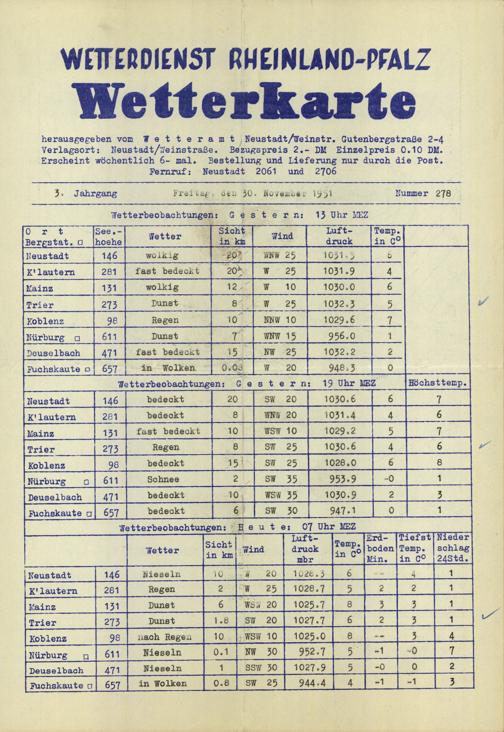 WETTERDIENST RHEINLAND-PFALZ
Wetterkarte
herausgegeben vom Wetteramt Neustadt/Weinstr. Gutenbergstraße 2-4
Verlagsort: Neustadt/Weinstraße. Bezugspreis 2.- DM Einzelpreis 0.10 DM.
Erscheint wöchentlich 6- mal. Bestellung und Lieferung nur durch die Post.
Fernruf: Neustadt 2061 und 2706
3. Jahrgang Freitag, den 30. November 1951 Nummer 278
Wetterbeobachtungen: Gestern: 13 Uhr MEZ
Ort See.- Wetter Sicht Wind Luft- Temp.
Bergstat. □ höhe in km druck in C°
Neustadt 146 wolkig 20 WNW 25 1031.5 6
K'lautern 281 fast bedeckt 20 W 25 1031.9 4
Mainz 131 wolkig 12 W 10 1030.0 6
Trier 273 Dunst 8 W 25 1032.3 5
Koblenz 98 Regen 10 NNW 10 1029.6 7
Nürburg □ 611 Dunst 7 WNW 15 956.0 1
Deuselbach 471 fast bedeckt 15 NW 25 1032.2 2
Fuchskaute □ 657 in Wolken 0.08 W 20 948.3 0
Wetterbeobachtungen: Gestern: 19 Uhr MEZ Höchsttemp.
Neustadt 146 bedeckt 20 SW 20 1030.6 6 7
K'lautern 281 bedeckt 8 WNW 20 1031.4 4 6
Mainz 131 fast bedeckt 10 WSW 10 1029.2 5 7
Trier 273 Regen 8 SW 25 1030.6 4 6
Koblenz 98 bedeckt 15 SW 25 1028.0 6 8
Nürburg □ 611 Schnee 2 SW 35 953.9 -0 1
Deuselbach 471 bedeckt 10 WSW 35 1030.9 2 3
Fuchskaute □ 657 bedeckt 6 SW 30 947.1 0 1
Wetterbeobachtungen: Heute: 07 Uhr MEZ
Wetter Sicht in km Wind Luft- druck mbr Temp. in C° Erd- boden Min. Tiefst Temp. in C° Nieder schlag 24Std.
Neustadt 146 Nieseln 10 W 20 1028.3 6 -- 4 1
K'lautern 281 Regen 2 W 25 1028.7 5 2 2 1
Mainz 131 Dunst 6 WSW 20 1025.7 8 3 3 1
Trier 273 Dunst 1.8 SW 20 1027.7 6 2 3 1
Koblenz 98 nach Regen 10 WSW 10 1025.0 8 -- 3 4
Nürburg □ 611 Nieseln 0.1 NW 30 952.7 5 -1 -0 7
Deuselbach 471 Nieseln 1 SSW 30 1027.9 5 -0 0 2
Fuchskaute □ 657 in Wolken 0.8 SW 25 944.4 4 -1 -1 3